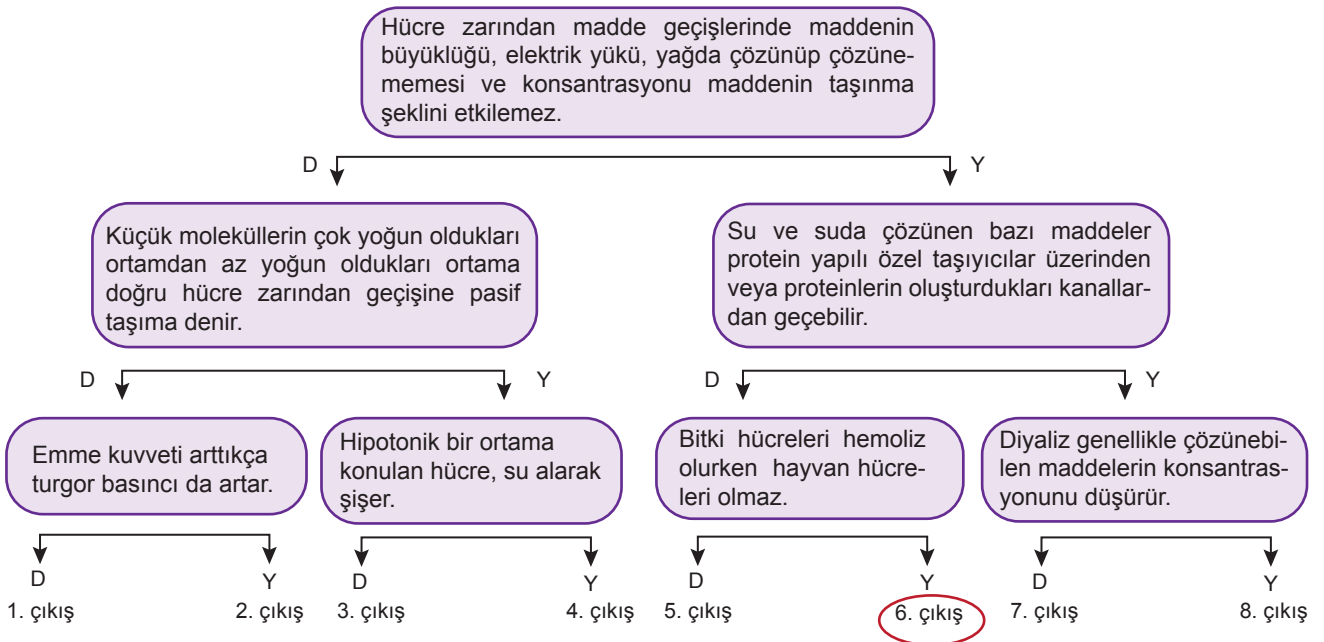 Hücre zarından madde geçişlerinde maddenin
büyüklüğü, elektrik yükü, yağda çözünüp çözüne-
memesi ve konsantrasyonu maddenin taşınma
şeklini etkilemez.
D
Y
Küçük moleküllerin çok yoğun oldukları
ortamdan az yoğun oldukları ortama
doğru hücre zarından geçişine pasif
taşıma denir.
Su ve suda çözünen bazı maddeler
protein yapılı özel taşıyıcılar üzerinden
veya proteinlerin oluşturdukları kanallar-
dan geçebilir.
D
Y
D
Y
Emme kuvveti arttıkça
turgor basıncı da artar.
Hipotonik bir ortama
konulan hücre, su alarak
şişer.
Bitki hücreleri hemoliz
olurken hayvan hücre-
leri olmaz.
Diyaliz genellikle çözünebi-
len maddelerin konsantras-
yonunu düşürür.
D
Y
D
Y
D
Y
D
Y
1. çıkış
2. çıkış
3. çıkış
4. çıkış
5. çıkış
6. çıkış
7. çıkış
8. çıkış